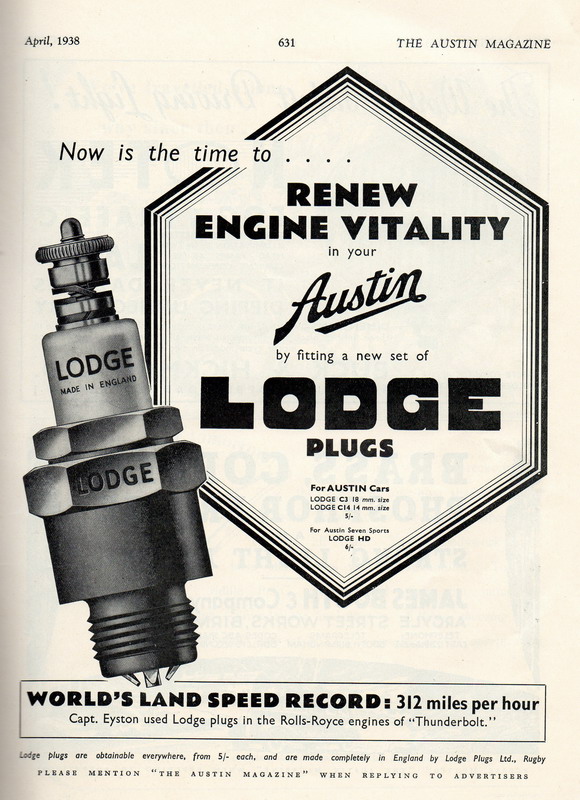 April, 1938 631 THE AUSTIN MAGAZINE
Now is the time to . . . .
RENEW
ENGINE VITALITY
in your
Austin
by fitting a new set of
LODGE
PLUGS
For AUSTIN Cars
LODGE C3 18 mm. size
LODGE C14 14 mm. size
5/-
For Austin Seven Sports
LODGE HD
6/-
LODGE
MADE IN ENGLAND
LODGE
WORLD'S LAND SPEED RECORD: 312 miles per hour
Capt. Eyston used Lodge plugs in the Rolls-Royce engines of "Thunderbolt."
Lodge plugs are obtainable everywhere, from 5/- each, and are made completely in England by Lodge Plugs Ltd., Rugby
PLEASE MENTION "THE AUSTIN MAGAZINE" WHEN REPLYING TO ADVERTISERS